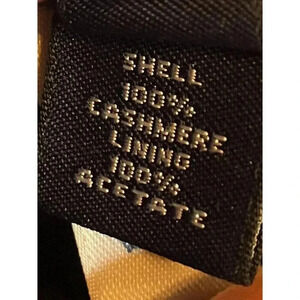 SHELL
100%
CASHMERE
LINING
100%
ACETATE